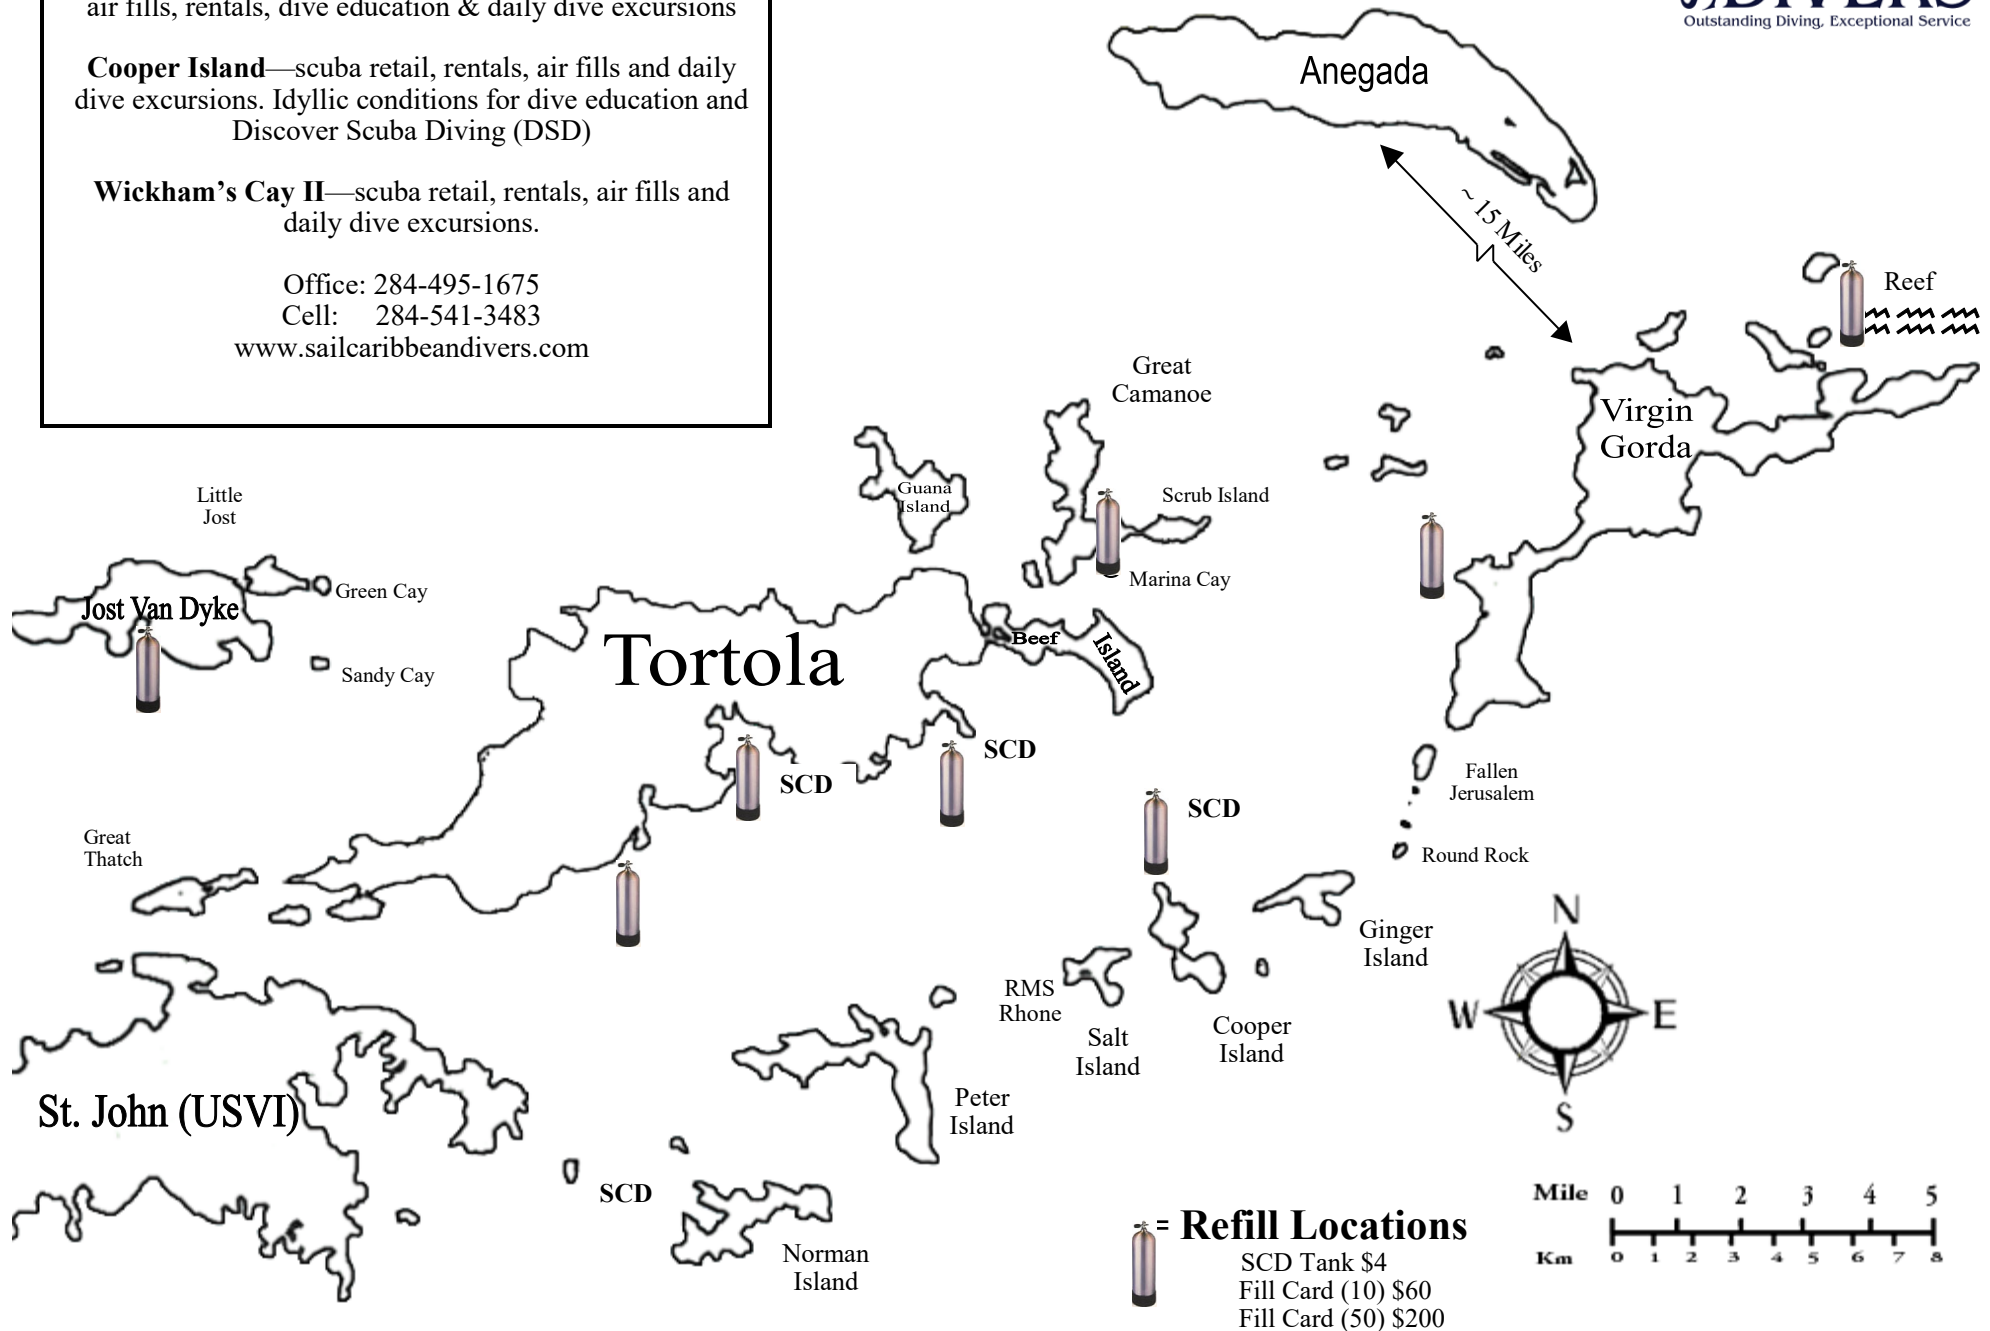 air fills, rentals, dive education & daily dive excursions
Cooper Island—scuba retail, rentals, air fills and daily
dive excursions. Idyllic conditions for dive education and
Discover Scuba Diving (DSD)
Wickham’s Cay II—scuba retail, rentals, air fills and
daily dive excursions.
Office: 284-495-1675
Cell: 284-541-3483
www.sailcaribbeandivers.com
DIVERS
Outstanding Diving, Exceptional Service
Anegada
~ 15 Miles
Reef
Great
Camanoe
Virgin
Gorda
Guana
Island
Scrub Island
Marina Cay
Little
Jost
Green Cay
Jost Van Dyke
Sandy Cay
Tortola
Beef
Island
SCD
SCD
SCD
Fallen
Jerusalem
Round Rock
Great
Thatch
Ginger
Island
RMS
Rhone
Salt
Island
Cooper
Island
N
W
E
S
St. John (USVI)
Peter
Island
SCD
Norman
Island
= Refill Locations
SCD Tank $4
Fill Card (10) $60
Fill Card (50) $200
Mile 0 1 2 3 4 5
Km 0 1 2 3 4 5 6 7 8